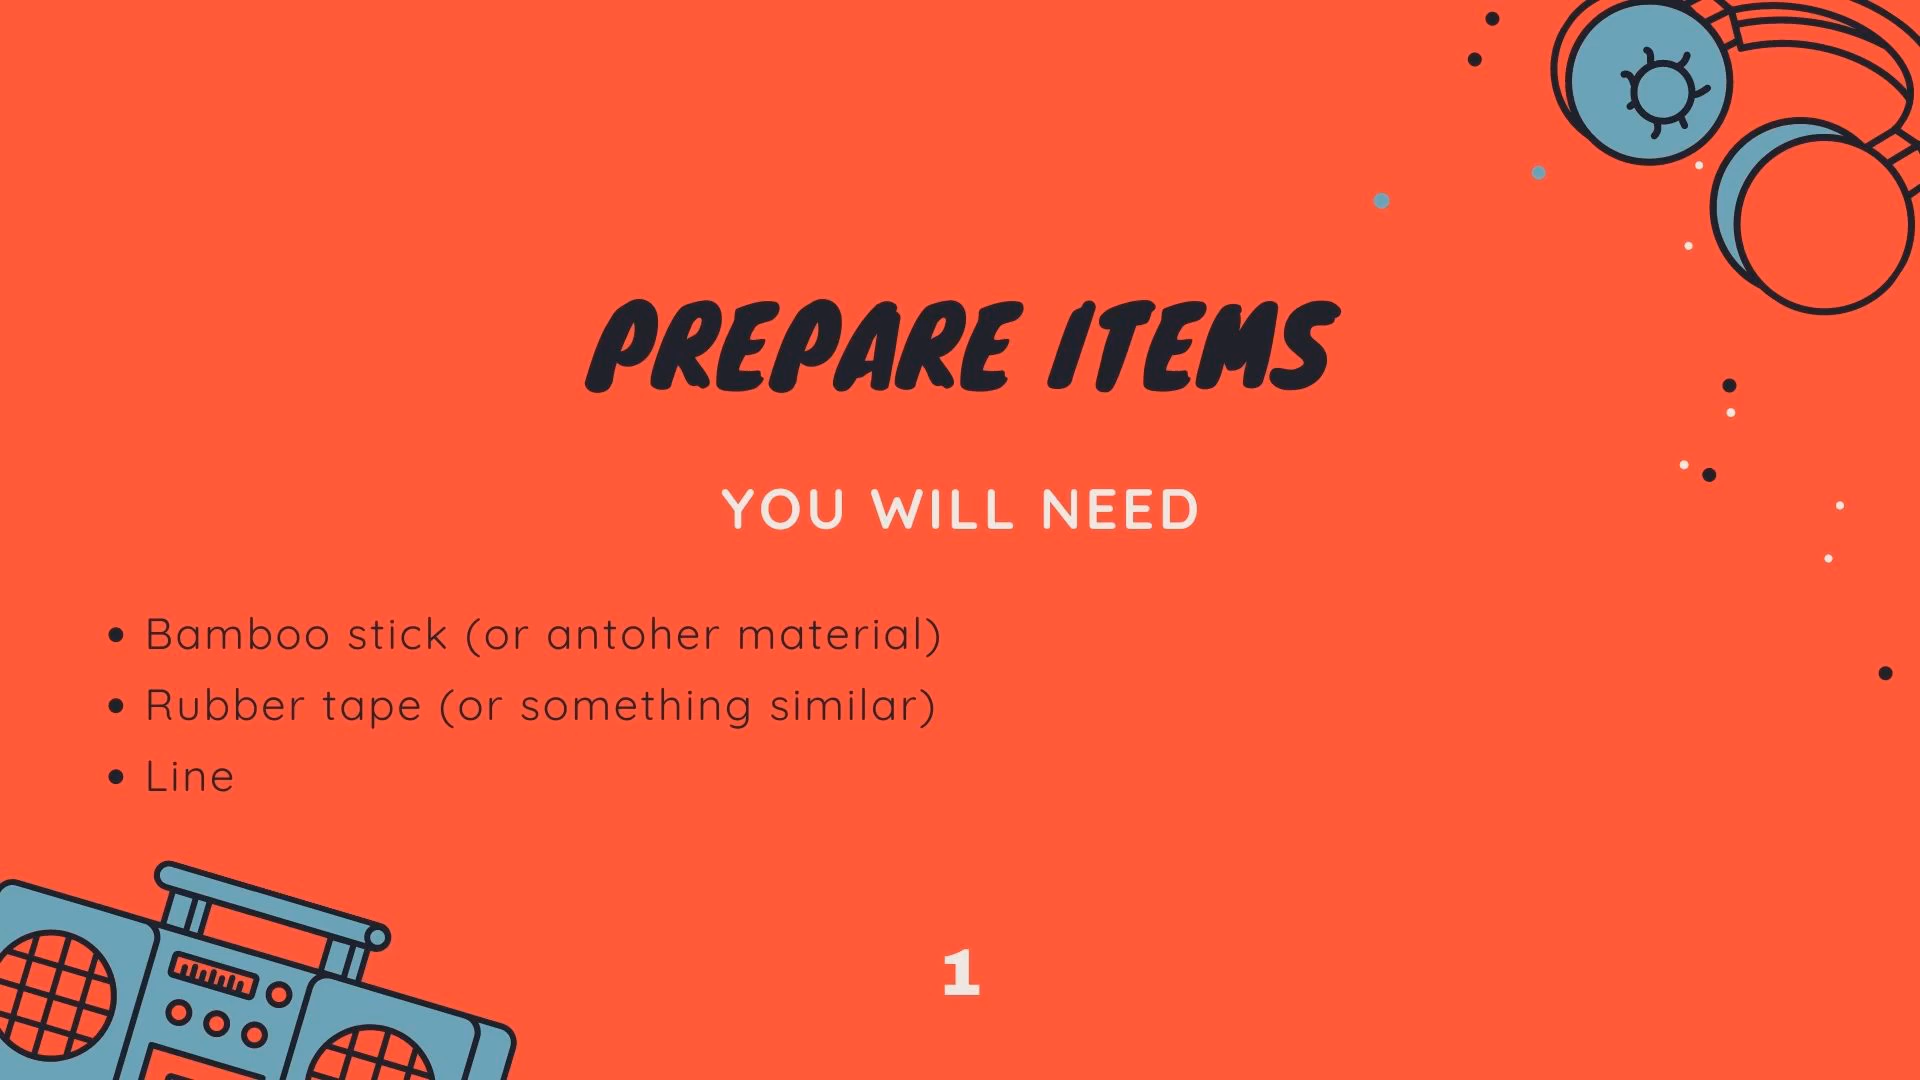 PREPARE ITEMS
YOU WILL NEED
• Bamboo stick (or antoher material)
• Rubber tape (or something similar)
• Line
1